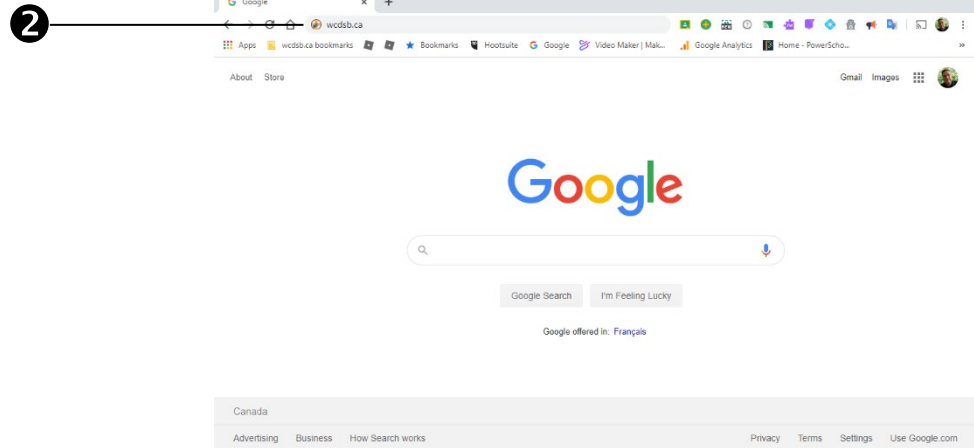 Google
2
wcdsb.ca
Apps wcdsb.ca bookmarks Bookmarks Hootsuite Google Video Maker | Mak... Google Analytics Home - PowerScho... »
About Store Gmail Images
Google
Google Search I'm Feeling Lucky
Google offered in: Français
Canada
Advertising Business How Search works Privacy Terms Settings Use Google.com